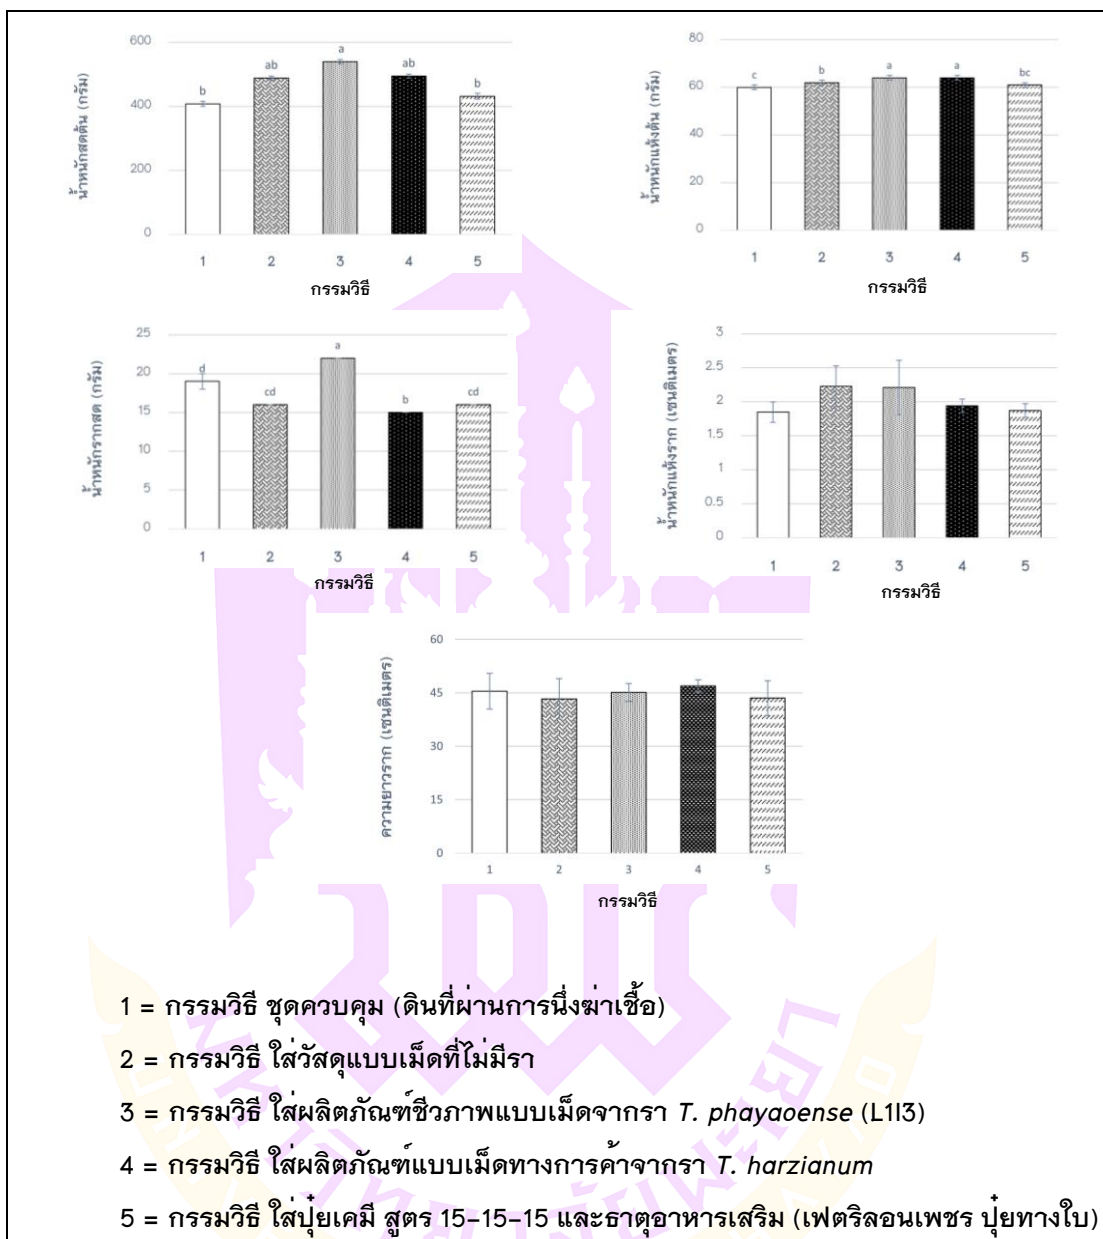 น้ำหนักสดต้น (กรัม)
600
400
200
0
b
ab
a
ab
b
1 2 3 4 5
กรรมวิธี
น้ำหนักแห้งต้น (กรัม)
80
60
40
20
0
c
b
a
a
bc
1 2 3 4 5
กรรมวิธี
น้ำหนักรากสด (กรัม)
25
20
15
10
5
0
d
cd
a
b
cd
1 2 3 4 5
กรรมวิธี
น้ำหนักแห้งราก (เซนติเมตร)
3
2.5
2
1.5
1
0.5
0
1 2 3 4 5
กรรมวิธี
ความยาวราก (เซนติเมตร)
60
45
30
15
0
1 2 3 4 5
กรรมวิธี
1 = กรรมวิธี ชุดควบคุม (ดินที่ผ่านการนึ่งฆ่าเชื้อ)
2 = กรรมวิธี ใส่วัสดุแบบเม็ดที่ไม่มีรา
3 = กรรมวิธี ใส่ผลิตภัณฑ์ชีวภาพแบบเม็ดจากรา T. phayaoense (L1I3)
4 = กรรมวิธี ใส่ผลิตภัณฑ์แบบเม็ดทางการค้าจากรา T. harzianum
5 = กรรมวิธี ใส่ปุ๋ยเคมี สูตร 15-15-15 และธาตุอาหารเสริม (เฟตริลอนเพชร ปุ๋ยทางใบ)